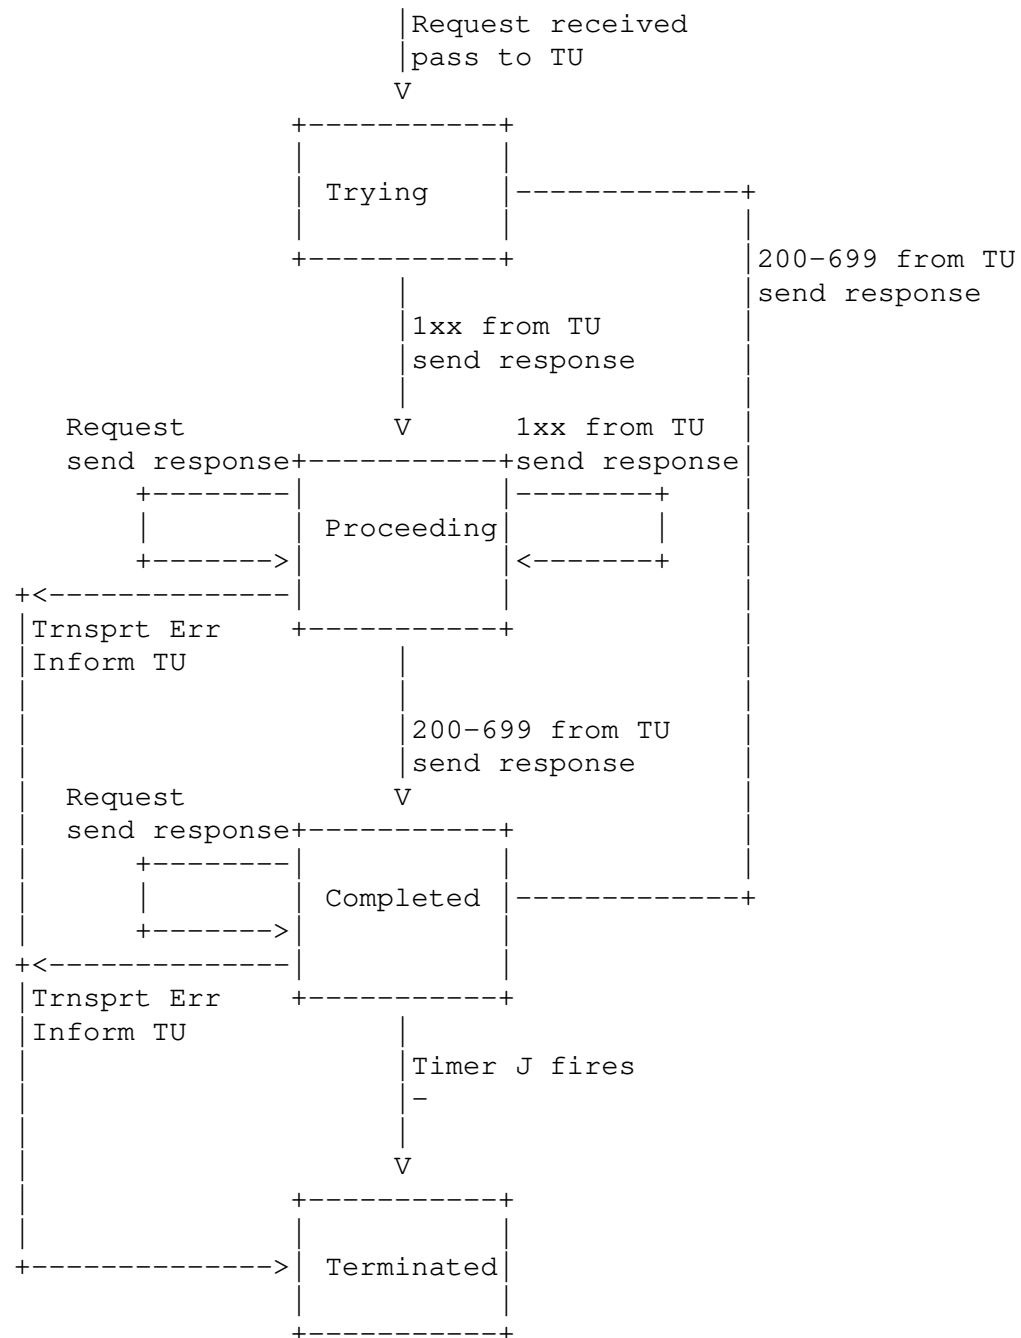 Request received
pass to TU
V
Trying
200-699 from TU
send response
1xx from TU
send response
Request
send response
V
1xx from TU
send response
Proceeding
Trnsprt Err
Inform TU
200-699 from TU
send response
Request
send response
V
Completed
Trnsprt Err
Inform TU
Timer J fires
-
V
Terminated